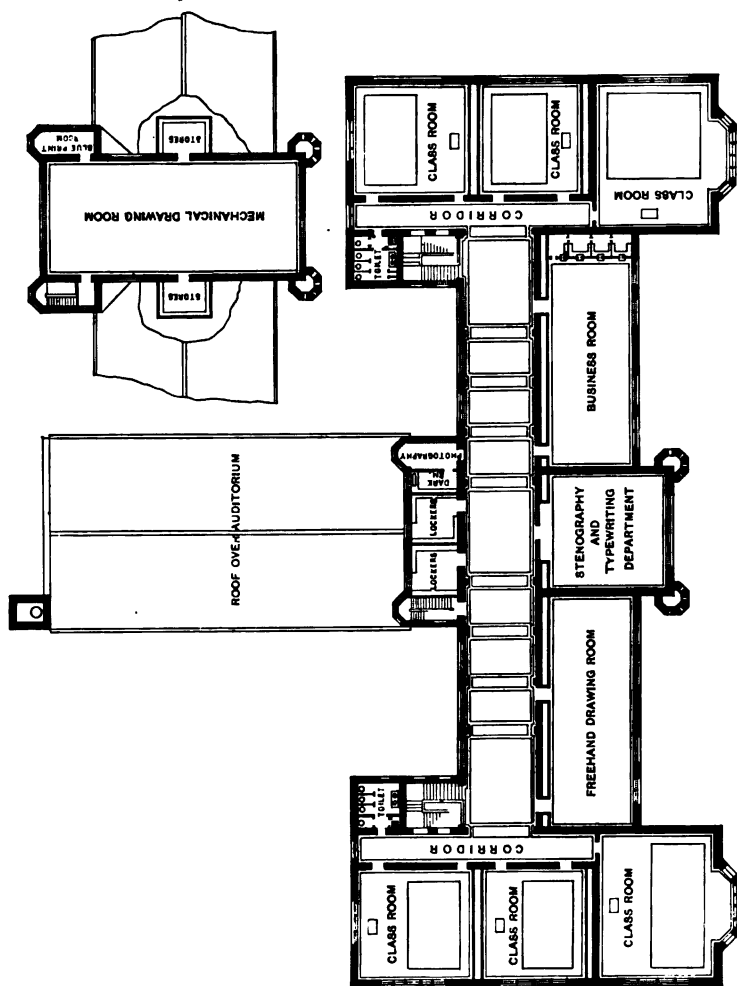 BLUE PRINT
ROOM
STORES
MECHANICAL DRAWING ROOM
STORES
CLASS ROOM
CLASS ROOM
CLASS ROOM
CORRIDOR
TOILET
BUSINESS ROOM
ROOF OVER AUDITORIUM
PHOTOGRAPHY
DARK
RM
LOCKERS
LOCKERS
STENOGRAPHY
AND
TYPEWRITING
DEPARTMENT
FREEHAND DRAWING ROOM
TOILET
CORRIDOR
CLASS ROOM
CLASS ROOM
CLASS ROOM